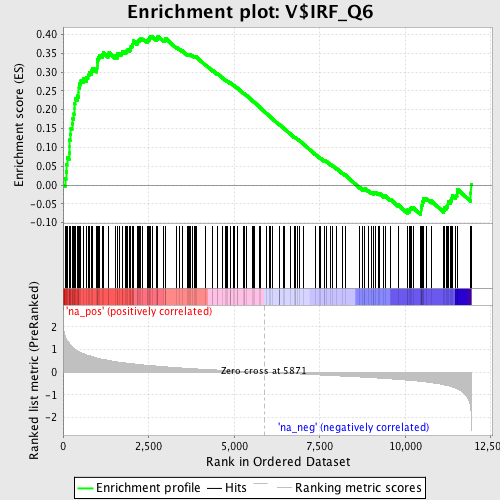 Enrichment plot: V$IRF_Q6
Enrichment score (ES)
0.40
0.35
0.30
0.25
0.20
0.15
0.10
0.05
0.00
-0.05
-0.10
'na_pos' (positively correlated)
Ranked list metric (PreRanked)
2
1
0
-1
-2
Zero cross at 5871
'na_neg' (negatively correlated)
0
2,500
5,000
7,500
10,000
12,500
Rank in Ordered Dataset
Enrichment profile
Hits
Ranking metric scores